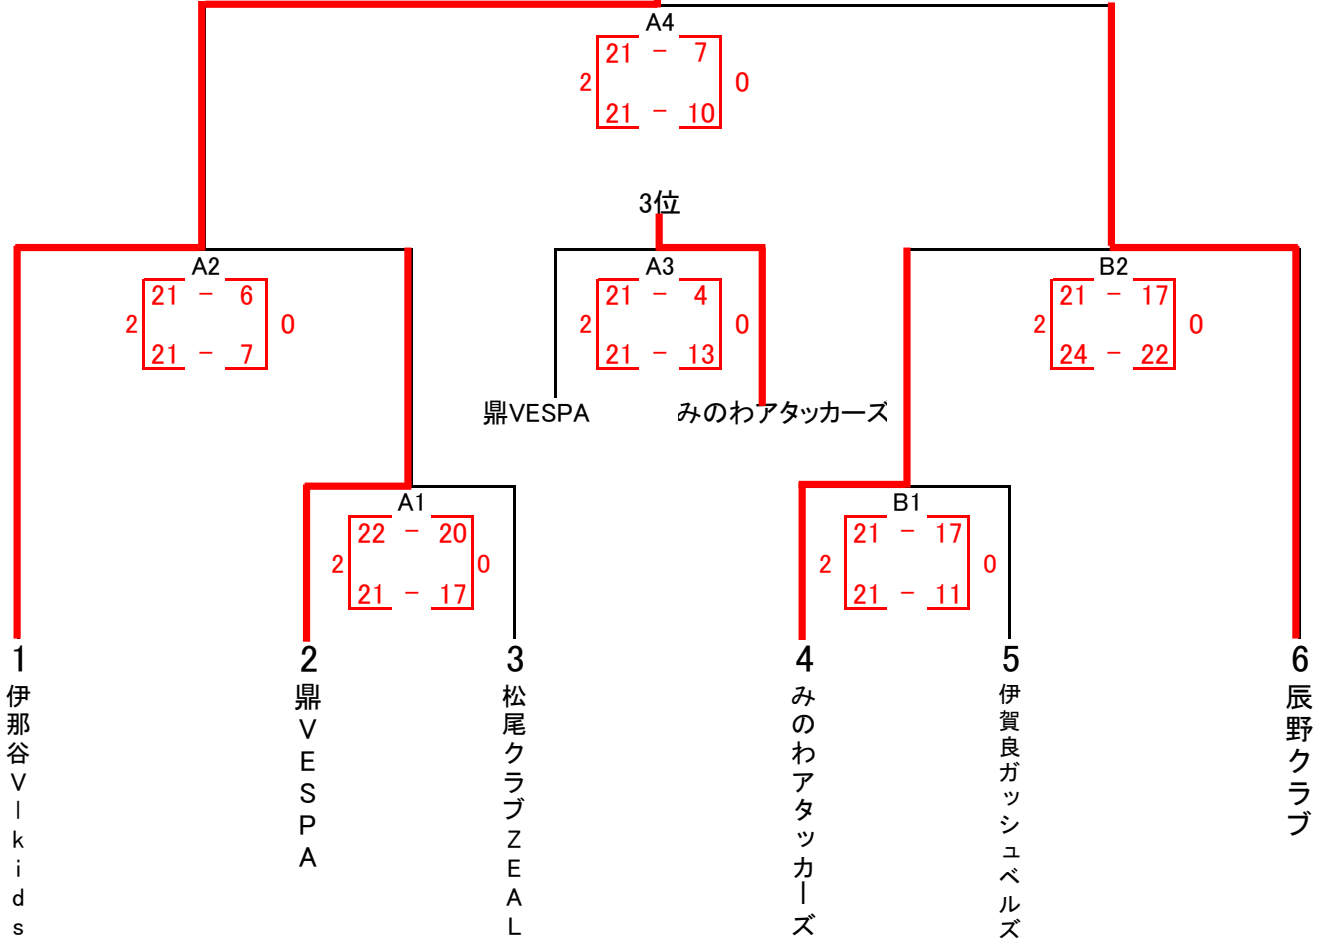 A4
21 - 7
2 0
21 - 10
3位
A2
21 - 6
2 0
21 - 7
A3
21 - 4
2 0
21 - 13
B2
21 - 17
2 0
24 - 22
鼎VESPA
みのわアタッカーズ
A1
22 - 20
2 0
21 - 17
B1
21 - 17
2 0
21 - 11
1
伊那谷VIkids
2
鼎VESPA
3
松尾クラブZEAL
4
みのわアタッカーズ
5
伊賀良ガッシュベルズ
6
辰野クラブ